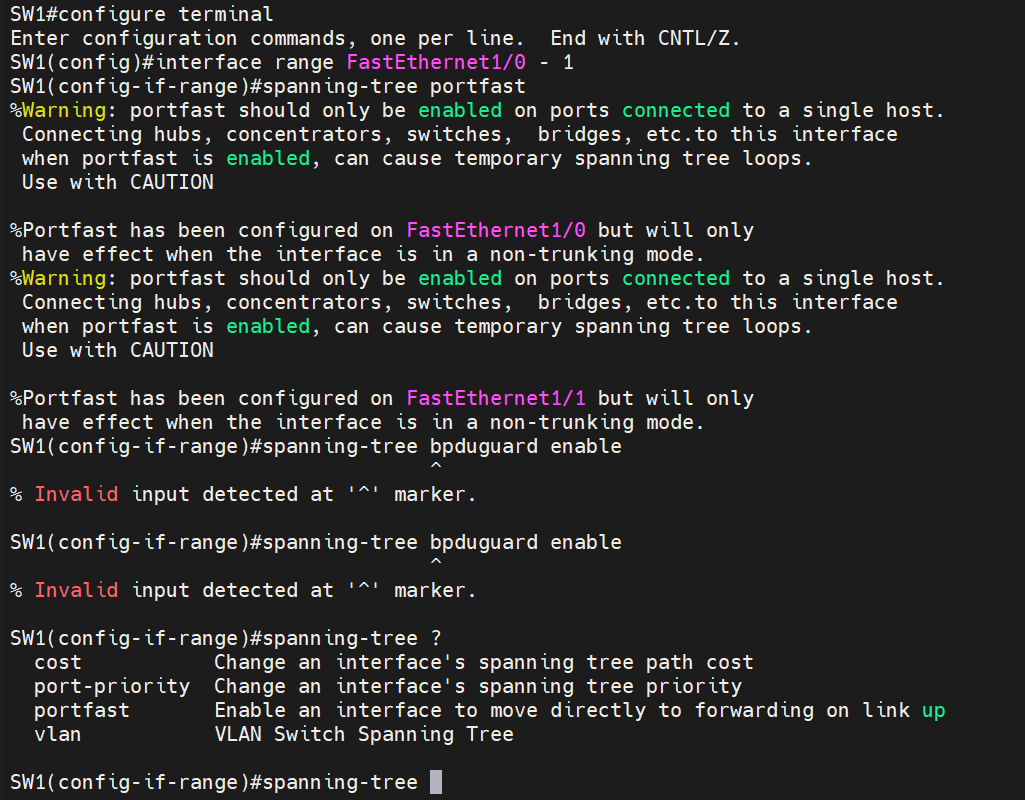 SW1#configure terminal
Enter configuration commands, one per line.  End with CNTL/Z.
SW1(config)#interface range FastEthernet1/0 - 1
SW1(config-if-range)#spanning-tree portfast
%Warning: portfast should only be enabled on ports connected to a single host.
 Connecting hubs, concentrators, switches,  bridges, etc.to this interface
 when portfast is enabled, can cause temporary spanning tree loops.
 Use with CAUTION

%Portfast has been configured on FastEthernet1/0 but will only
 have effect when the interface is in a non-trunking mode.
%Warning: portfast should only be enabled on ports connected to a single host.
 Connecting hubs, concentrators, switches,  bridges, etc.to this interface
 when portfast is enabled, can cause temporary spanning tree loops.
 Use with CAUTION

%Portfast has been configured on FastEthernet1/1 but will only
 have effect when the interface is in a non-trunking mode.
SW1(config-if-range)#spanning-tree bpduguard enable
                                   ^
% Invalid input detected at '^' marker.

SW1(config-if-range)#spanning-tree bpduguard enable
                                   ^
% Invalid input detected at '^' marker.

SW1(config-if-range)#spanning-tree ?
  cost           Change an interface's spanning tree path cost
  port-priority  Change an interface's spanning tree priority
  portfast       Enable an interface to move directly to forwarding on link up
  vlan           VLAN Switch Spanning Tree

SW1(config-if-range)#spanning-tree